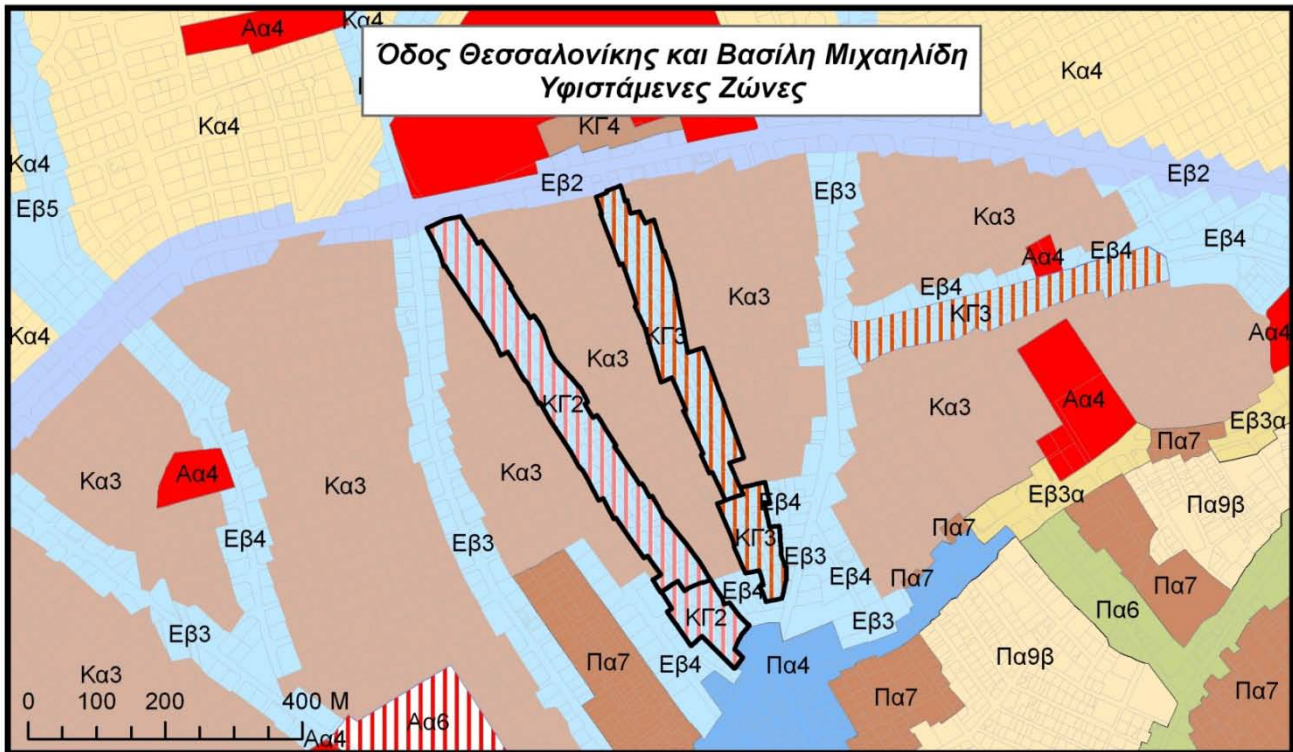 Αα4
Κα4
Όδος Θεσσαλονίκης και Βασίλη Μιχαηλίδη
Υφιστάμενες Ζώνες
Κα4
Κα4
ΚΓ4
Κα4
Εβ2
Εβ3
Εβ2
Εβ5
Κα3
Εβ4
Αα4
Εβ4
Εβ4
Κα3
ΚΓ3
ΚΓ3
Κα4
Κα3
Αα4
Κα3
Αα4
ΚΓ2
Εβ3α
Πα7
Κα3
Αα4
Κα3
Κα3
Εβ3α
Πα9β
Εβ4
Εβ4
Πα7
ΚΓ3
Εβ3
Εβ3
Εβ4
Πα7
Πα7
Εβ4
Πα6
ΚΓ2
Εβ3
Εβ3
Πα7
Εβ4
Πα4
Πα9β
Κα3
Πα7
Πα7
0 100 200 400 M
Αα6
Αα4